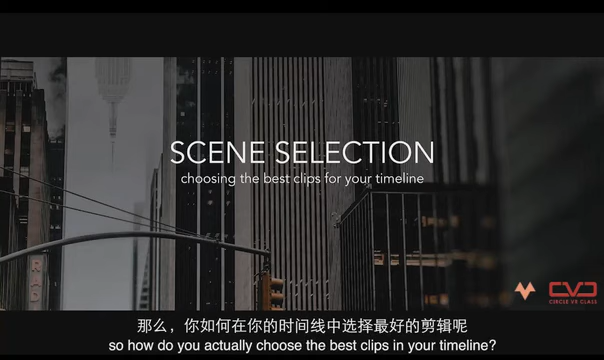 SCENE SELECTION
choosing the best clips for your timeline
RAD
CVC
CIRCLE VR CLASS
那么，你如何在你的时间线中选择最好的剪辑呢
so how do you actually choose the best clips in your timeline?